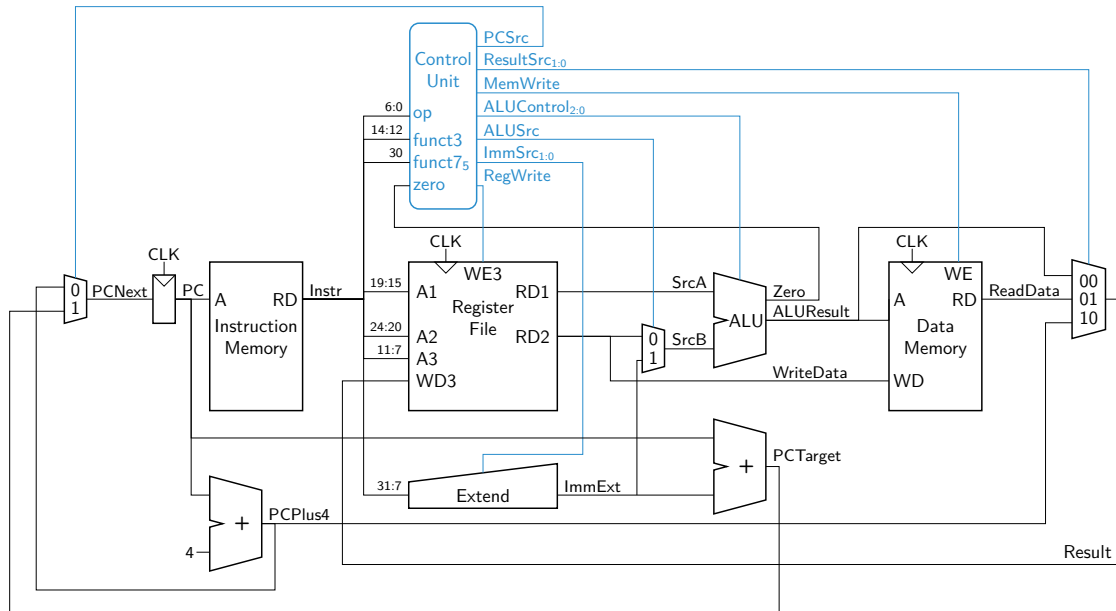 PCSrc
Control
Unit
ResultSrc1:0
MemWrite
6:0
op
ALUControl2:0
14:12
funct3
ALUSrc
30
funct75
ImmSrc1:0
zero
RegWrite
CLK
CLK
CLK
0
1
PCNext
PC
A
RD
Instruction
Memory
Instr
19:15
A1
WE3
RD1
Register
File
24:20
A2
RD2
11:7
A3
WD3
SrcA
0
1
SrcB
ALU
Zero
ALUResult
WriteData
WE
A
RD
Data
Memory
WD
ReadData
00
01
10
31:7
Extend
ImmExt
+
PCTarget
+
PCPlus4
4
Result